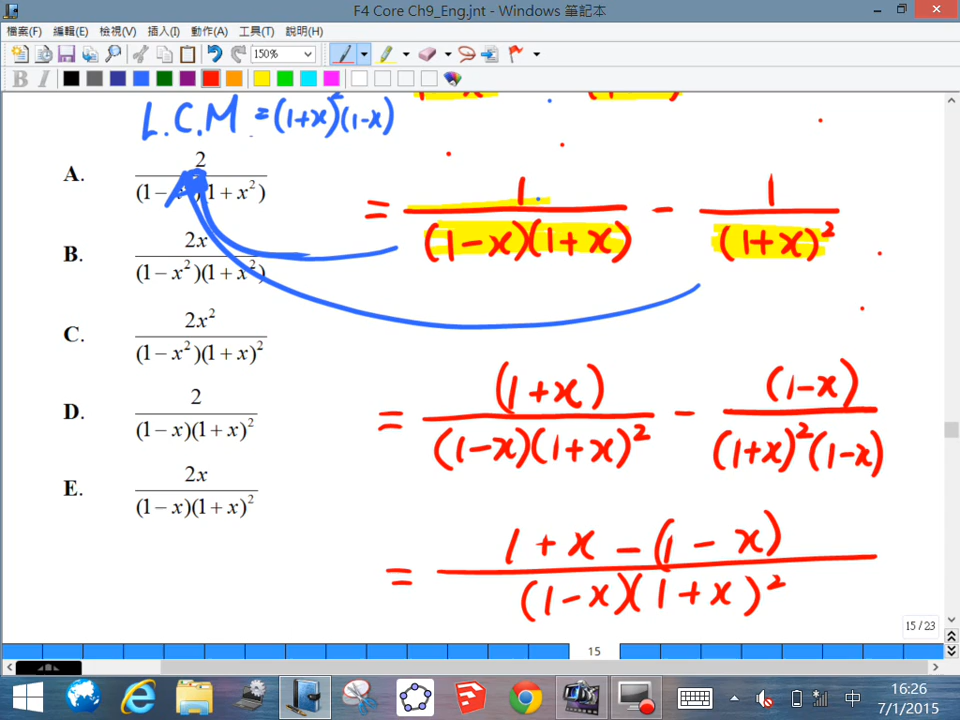 F4 Core Ch9_Eng.jnt - Windows 筆記本
檔案(F) 編輯(E) 檢視(V) 插入(I) 動作(A) 工具(T) 說明(H)
150%
B I
L.C.M = (1+x)²(1-x)
A. 2 / (1 − x²)(1 + x²)
= 1 / (1-x)(1+x) − 1 / (1+x)²
B. 2x / (1 − x²)(1 + x²)
C. 2x² / (1 − x²)(1 + x)²
= (1+x) / (1-x)(1+x)² − (1-x) / (1+x)²(1-x)
D. 2 / (1 − x)(1 + x)²
E. 2x / (1 − x)(1 + x)²
= 1 + x − (1 − x) / (1-x)(1+x)²
15 / 23
15
中
16:26
7/1/2015